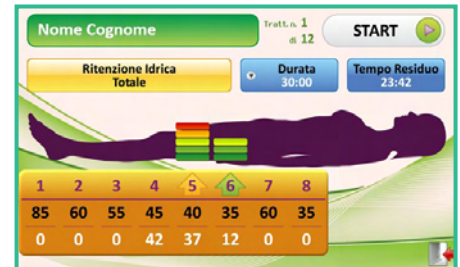 Nome Cognome
Tratt. n. 1
di 12
START
Ritenzione Idrica
Totale
Durata
30:00
Tempo Residuo
23:42
1 2 3 4 5 6 7 8
85 60 55 45 40 35 60 35
0 0 0 42 37 12 0 0